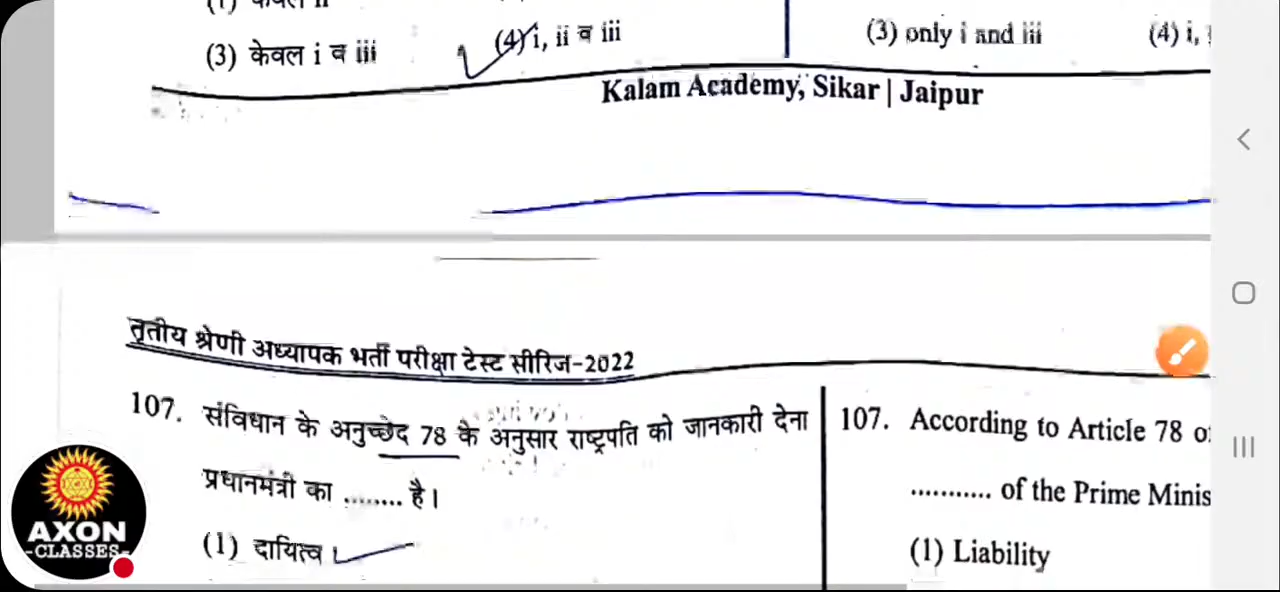 (3) केवल i व iii
(4) i, ii व iii
(3) only i and iii
(4) i,
Kalam Academy, Sikar | Jaipur
तृतीय श्रेणी अध्यापक भर्ती परीक्षा टेस्ट सीरिज-2022
107. संविधान के अनुच्छेद 78 के अनुसार राष्ट्रपति को जानकारी देना
प्रधानमंत्री का ........ है।
(1) दायित्व
107. According to Article 78
........... of the Prime Minis
(1) Liability
AXON
-CLASSES-